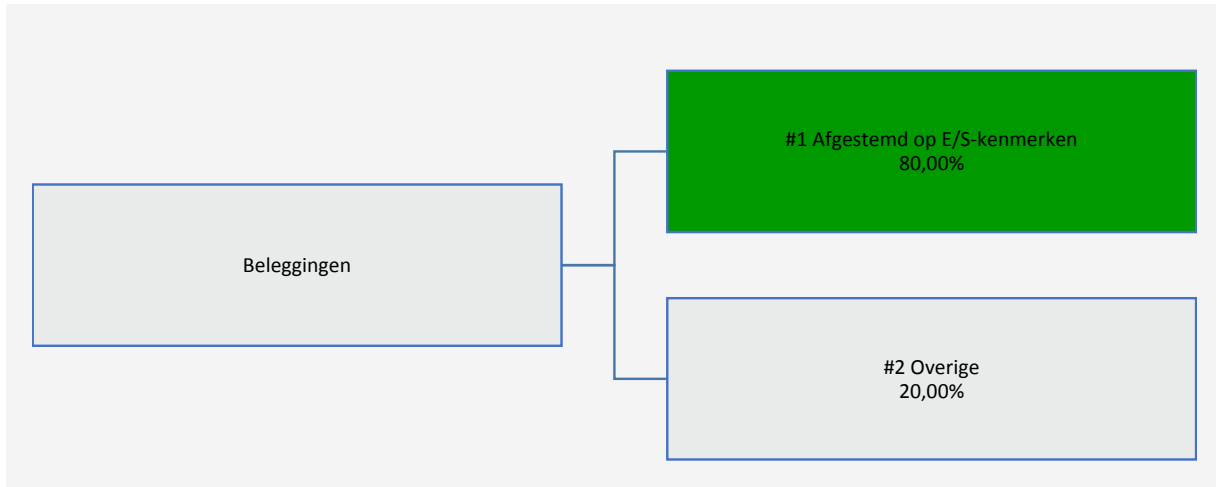 Beleggingen
#1 Afgestemd op E/S-kenmerken
80,00%
#2 Overige
20,00%